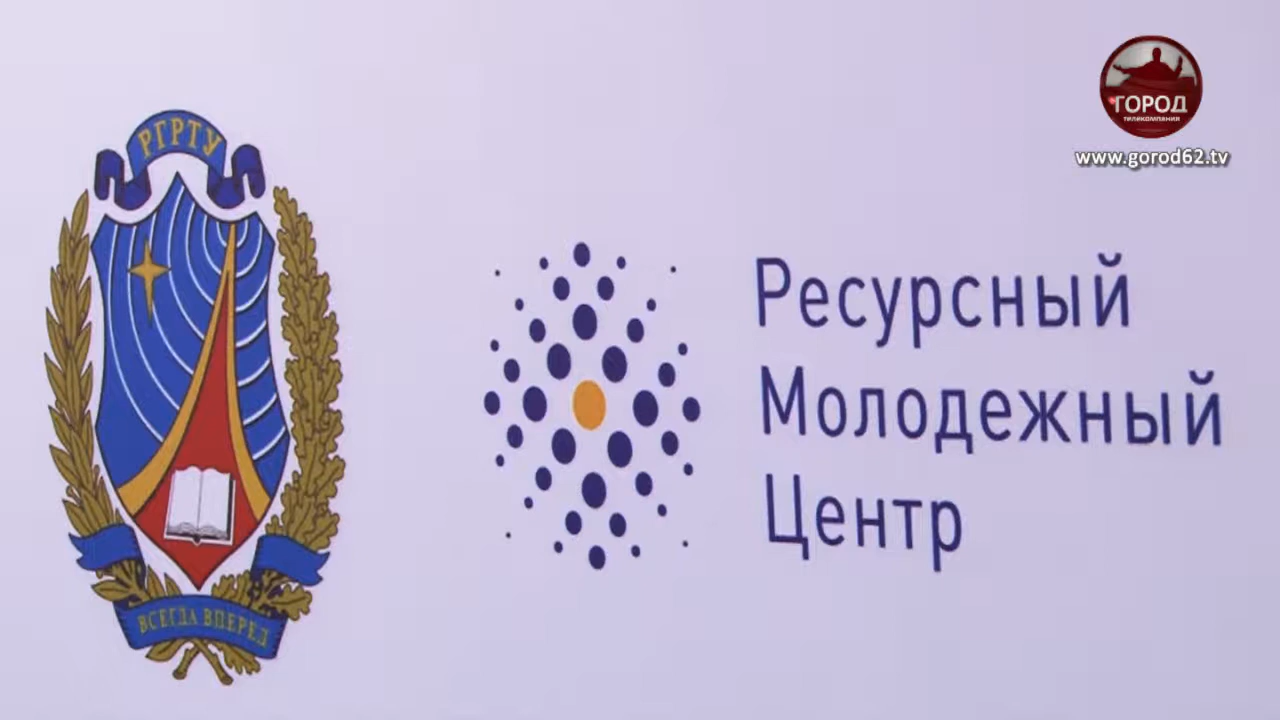 РГРТУ
ВСЕГДА ВПЕРЕД
Ресурсный
Молодежный
Центр
ГОРОД
телекомпания
www.gorod62.tv